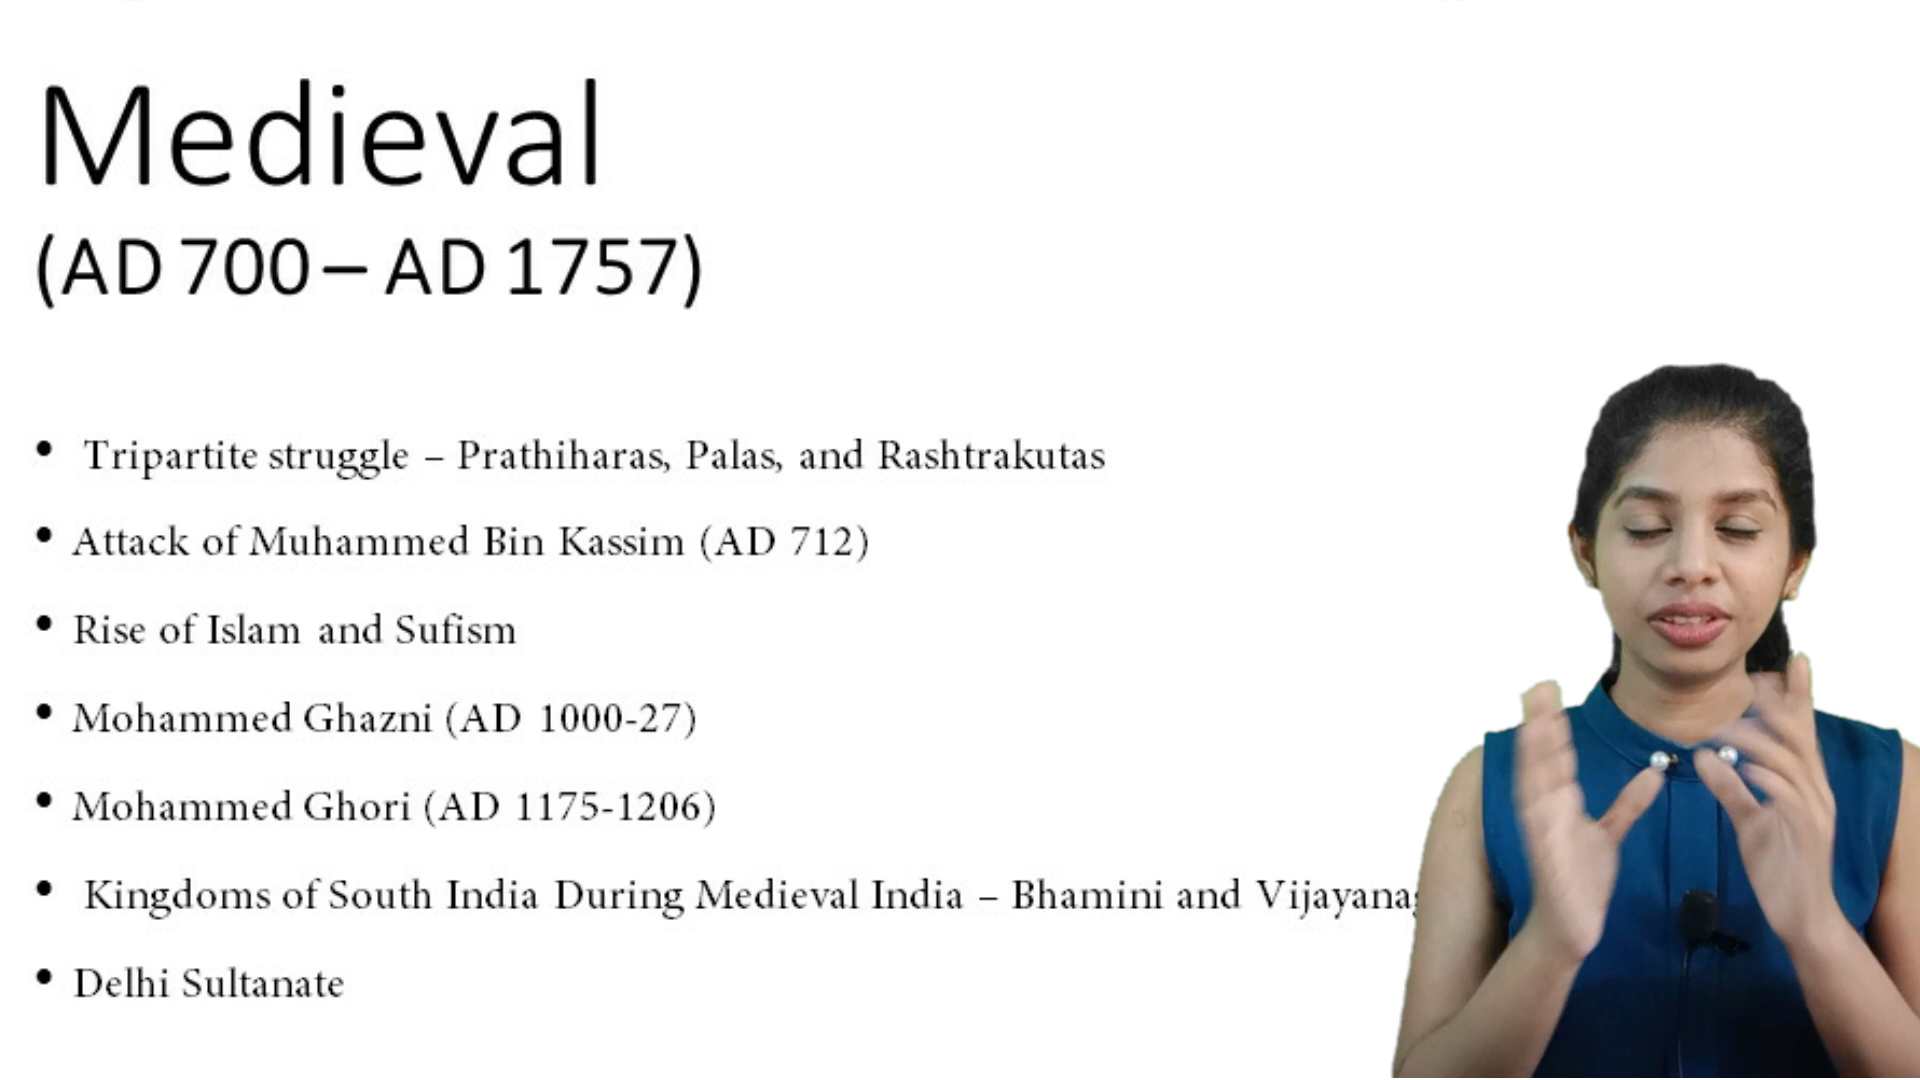 Medieval
(AD 700 – AD 1757)
• Tripartite struggle – Prathiharas, Palas, and Rashtrakutas
• Attack of Muhammed Bin Kassim (AD 712)
• Rise of Islam and Sufism
• Mohammed Ghazni (AD 1000-27)
• Mohammed Ghori (AD 1175-1206)
• Kingdoms of South India During Medieval India – Bhamini and
• Delhi Sultanate